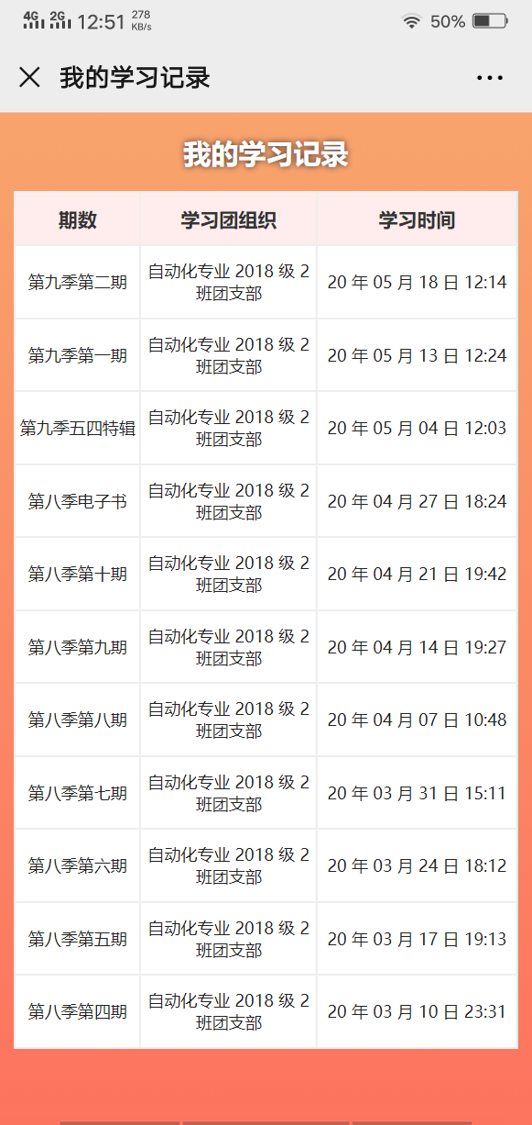 4G 2G 12:51 278 KB/s 50%
我的学习记录
我的学习记录
期数 学习团组织 学习时间
第九季第二期 自动化专业 2018 级 2 20 年 05 月 18 日 12:14
班团支部
第九季第一期 自动化专业 2018 级 2 20 年 05 月 13 日 12:24
班团支部
第九季五四特辑 自动化专业 2018 级 2 20 年 05 月 04 日 12:03
班团支部
第八季电子书 自动化专业 2018 级 2 20 年 04 月 27 日 18:24
班团支部
第八季第十期 自动化专业 2018 级 2 20 年 04 月 21 日 19:42
班团支部
第八季第九期 自动化专业 2018 级 2 20 年 04 月 14 日 19:27
班团支部
第八季第八期 自动化专业 2018 级 2 20 年 04 月 07 日 10:48
班团支部
第八季第七期 自动化专业 2018 级 2 20 年 03 月 31 日 15:11
班团支部
第八季第六期 自动化专业 2018 级 2 20 年 03 月 24 日 18:12
班团支部
第八季第五期 自动化专业 2018 级 2 20 年 03 月 17 日 19:13
班团支部
第八季第四期 自动化专业 2018 级 2 20 年 03 月 10 日 23:31
班团支部